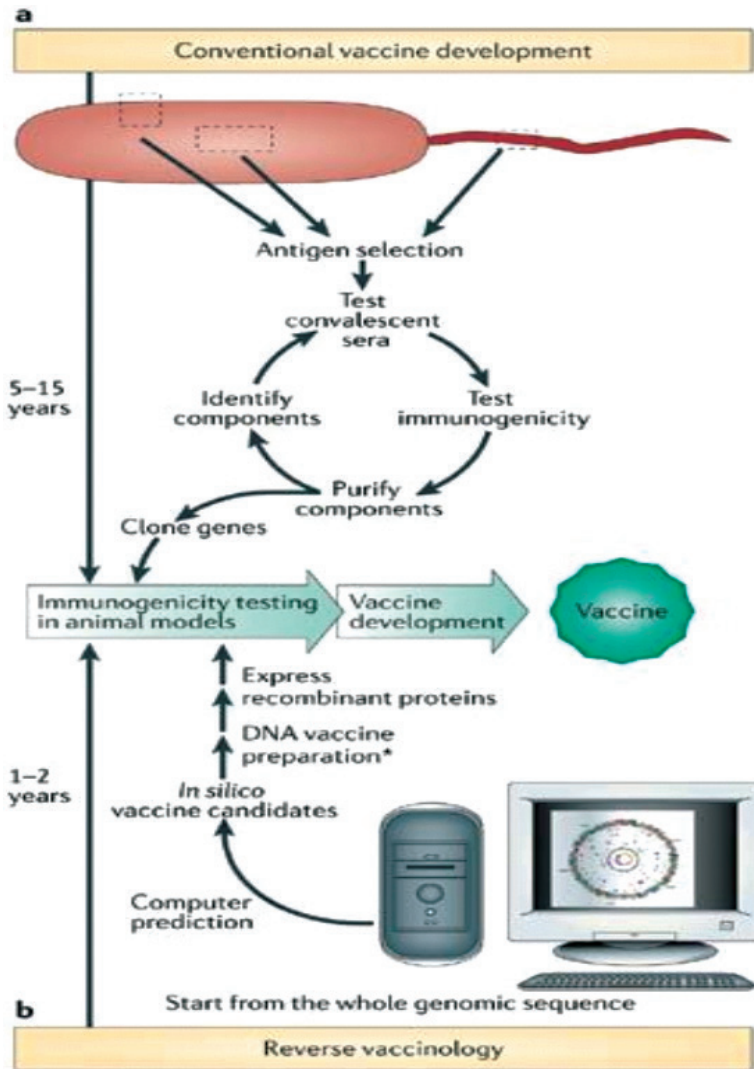 a
Conventional vaccine development
Antigen selection
Test
convalescent
sera
5–15
years
Identify
components
Test
immunogenicity
Purify
components
Clone genes
Immunogenicity testing
in animal models
Vaccine
development
Vaccine
Express
recombinant proteins
DNA vaccine
preparation*
1–2
years
In silico
vaccine candidates
Computer
prediction
Start from the whole genomic sequence
b
Reverse vaccinology